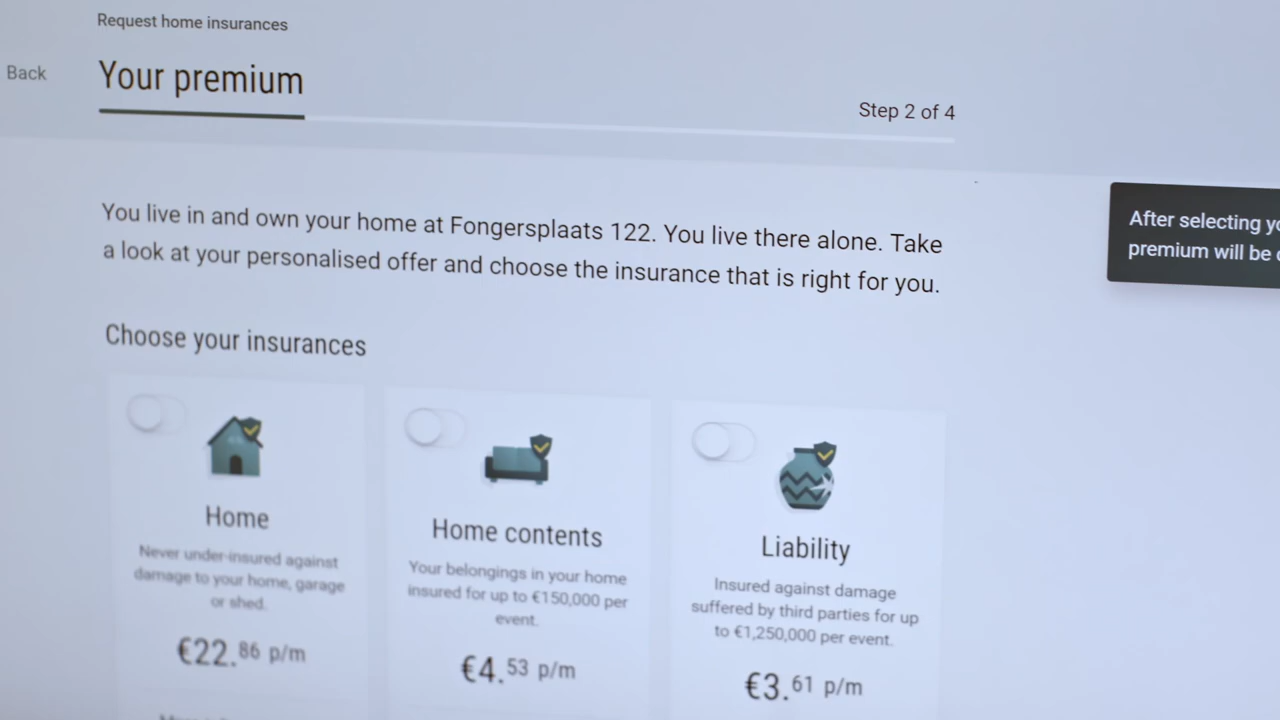 Request home insurances
Back
Your premium
Step 2 of 4
After selecting
premium will be
You live in and own your home at Fongersplaats 122. You live there alone. Take
a look at your personalised offer and choose the insurance that is right for you.
Choose your insurances
Home
Never under-insured against
damage to your home, garage
or shed.
€22.86 p/m
Home contents
Your belongings in your home
insured for up to €150,000 per
event.
€4.53 p/m
Liability
Insured against damage
suffered by third parties for up
to €1,250,000 per event.
€3.61 p/m